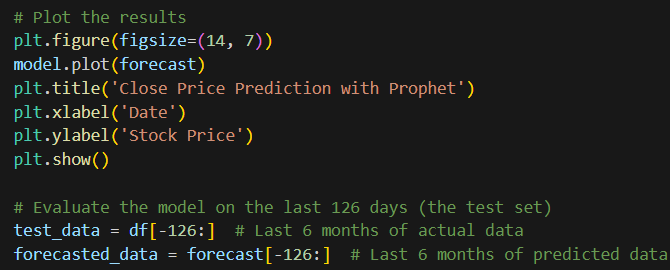 # Plot the results
plt.figure(figsize=(14, 7))
model.plot(forecast)
plt.title('Close Price Prediction with Prophet')
plt.xlabel('Date')
plt.ylabel('Stock Price')
plt.show()
# Evaluate the model on the last 126 days (the test set)
test_data = df[-126:]  # Last 6 months of actual data
forecasted_data = forecast[-126:]  # Last 6 months of predicted data